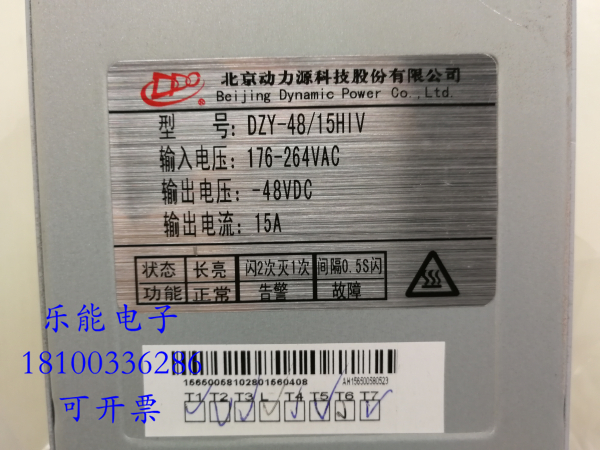 DDO ®
北京动力源科技股份有限公司
Beijing Dynamic Power Co.,Ltd.
型 号: DZY-48/15HIV
输入电压: 176-264VAC
输出电压: -48VDC
输出电流: 15A
状态 长亮 闪2次灭1次 间隔0.5S闪
功能 正常 告警 故障
乐能电子
18100336286
可开票
16660068102801660408 AH156500580523
T1 T2 T3 L T4 T5 T6 T7